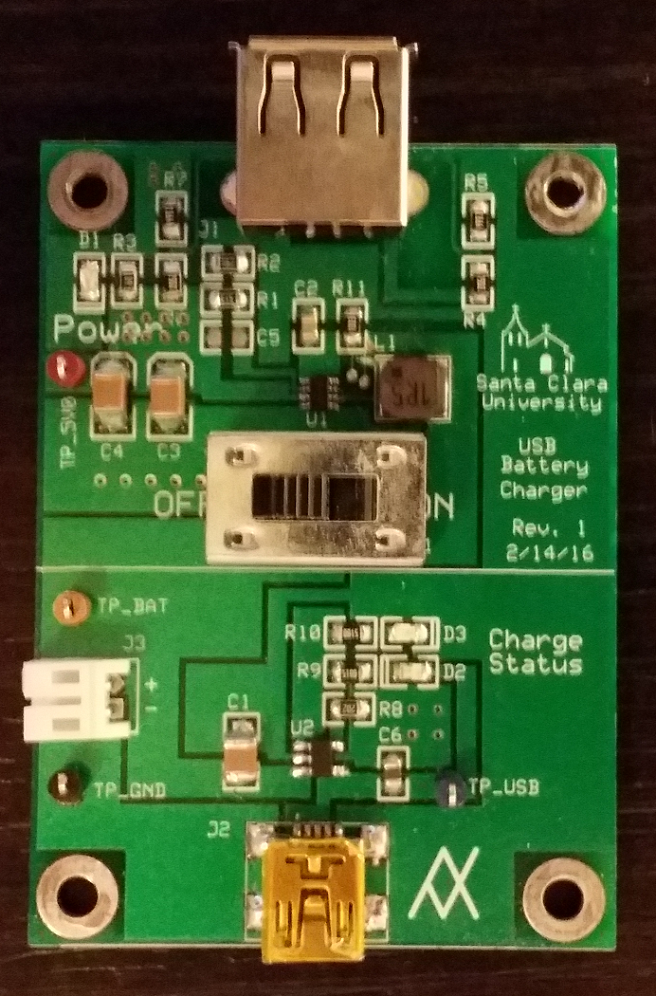 R7
R5
D1
R3
J1
R2
R1
C2
R11
R4
Power
C5
L1
1R5
Santa Clara
University
TP_5V0
U1
C4
C3
USB
Battery
Charger
OFF
ON
Rev. 1
2/14/16
TP_BAT
R10
D3
Charge
Status
J3
R9
D2
+
-
C1
R8
U2
C6
TP_GND
TP_USB
J2